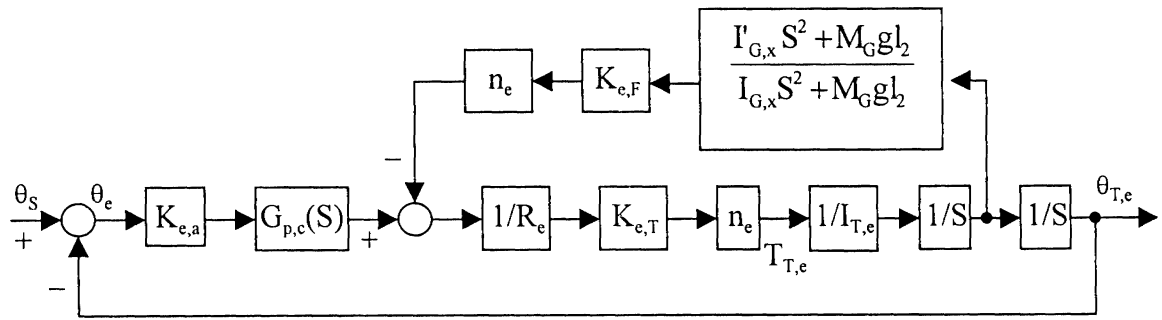 I'G,x S² + MGgl₂
IG,x S² + MGgl₂
nₑ
Kₑ,F
−
θS
θₑ
Kₑ,a
Gp,c(S)
1/Rₑ
Kₑ,T
nₑ
1/IT,e
1/S
1/S
θT,e
+
+
TT,e
−